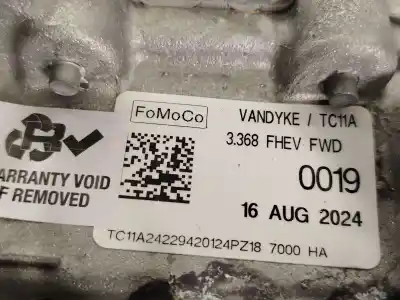 FoMoCo
VANDYKE / TC11A
3.368 FHEV FWD
0019
16 AUG 2024
TC11A24229420124PZ18 7000 HA
ARRANTY VOID
F REMOVED